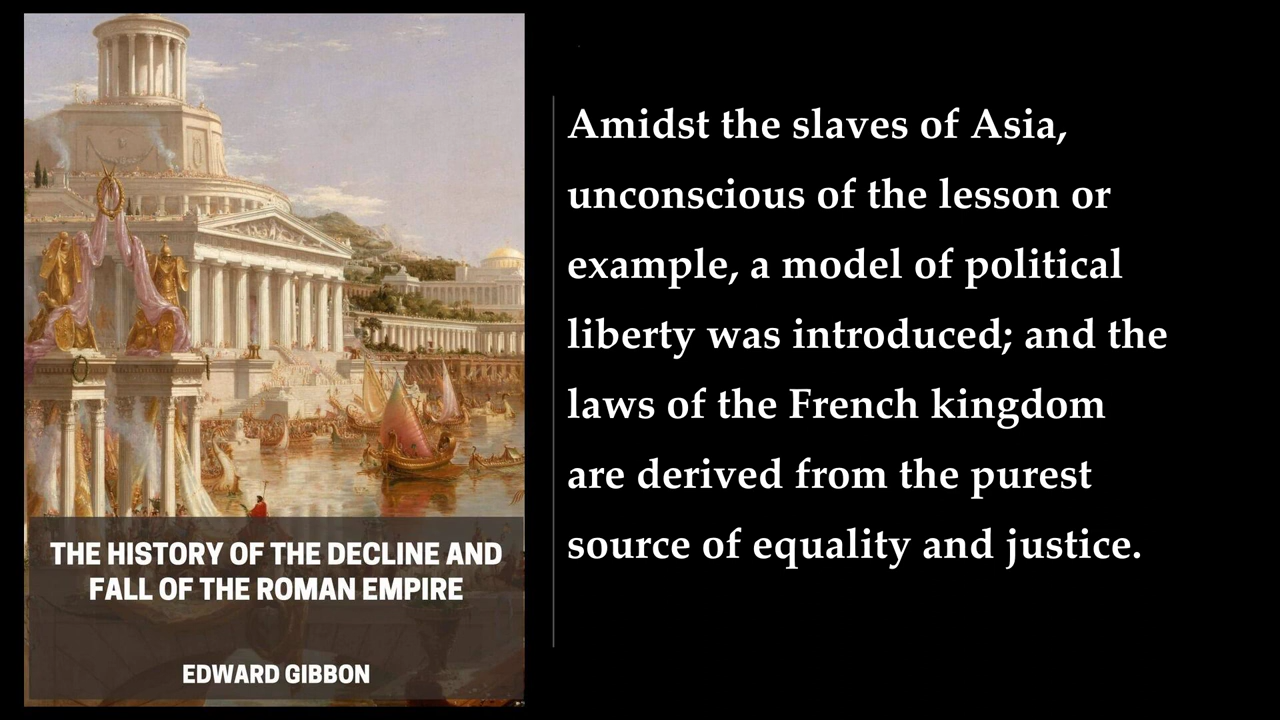 THE HISTORY OF THE DECLINE AND
FALL OF THE ROMAN EMPIRE
EDWARD GIBBON
Amidst the slaves of Asia,
unconscious of the lesson or
example, a model of political
liberty was introduced; and the
laws of the French kingdom
are derived from the purest
source of equality and justice.